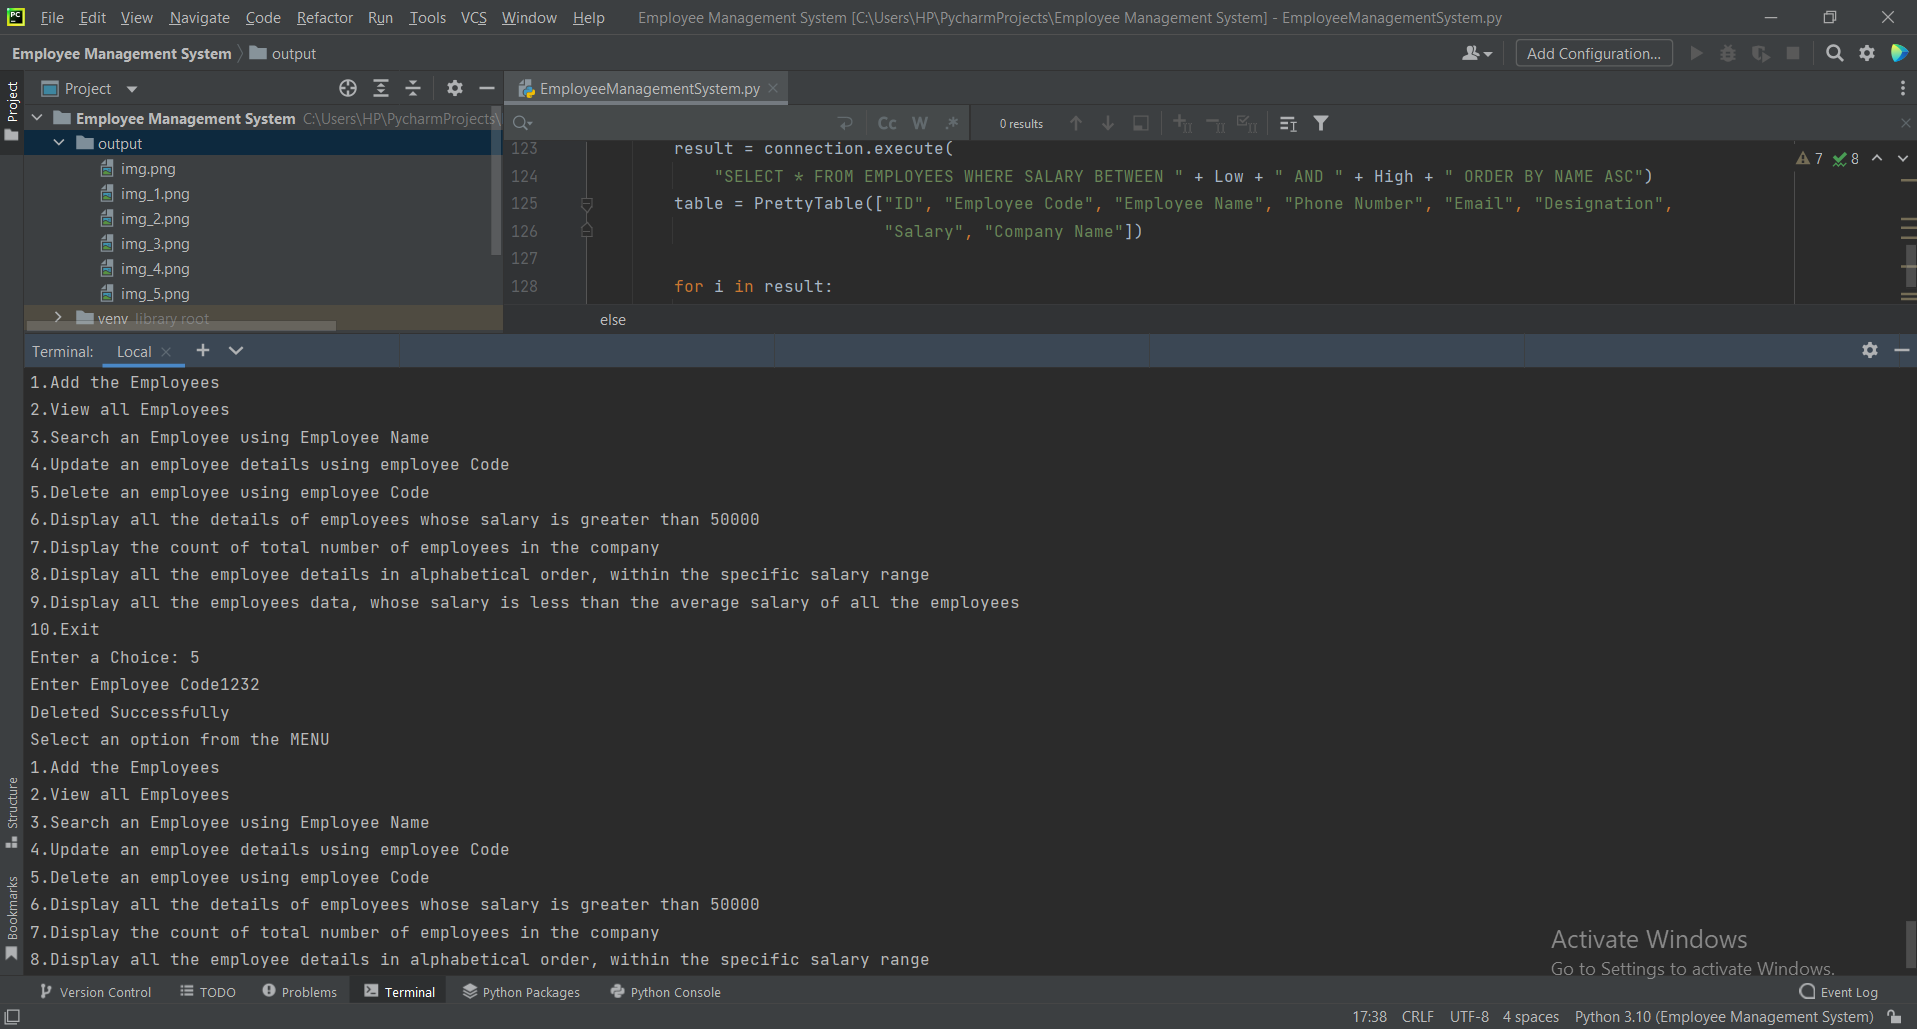 PC File Edit View Navigate Code Refactor Run Tools VCS Window Help Employee Management System [C:\Users\HP\PycharmProjects\Employee Management System] - EmployeeManagementSystem.py
Employee Management System output Add Configuration...
Project
Project
EmployeeManagementSystem.py
Employee Management System C:\Users\HP\PycharmProjects\
output
img.png
img_1.png
img_2.png
img_3.png
img_4.png
img_5.png
venv library root
Cc W .* 0 results
7 8
123 result = connection.execute(
124 "SELECT * FROM EMPLOYEES WHERE SALARY BETWEEN " + Low + " AND " + High + " ORDER BY NAME ASC")
125 table = PrettyTable(["ID", "Employee Code", "Employee Name", "Phone Number", "Email", "Designation",
126 "Salary", "Company Name"])
127
128 for i in result:
else
Terminal: Local
1.Add the Employees
2.View all Employees
3.Search an Employee using Employee Name
4.Update an employee details using employee Code
5.Delete an employee using employee Code
6.Display all the details of employees whose salary is greater than 50000
7.Display the count of total number of employees in the company
8.Display all the employee details in alphabetical order, within the specific salary range
9.Display all the employees data, whose salary is less than the average salary of all the employees
10.Exit
Enter a Choice: 5
Enter Employee Code1232
Deleted Successfully
Select an option from the MENU
1.Add the Employees
2.View all Employees
3.Search an Employee using Employee Name
4.Update an employee details using employee Code
5.Delete an employee using employee Code
6.Display all the details of employees whose salary is greater than 50000
7.Display the count of total number of employees in the company
8.Display all the employee details in alphabetical order, within the specific salary range
Structure
Bookmarks
Activate Windows
Go to Settings to activate Windows.
Version Control TODO Problems Terminal Python Packages Python Console Event Log
17:38 CRLF UTF-8 4 spaces Python 3.10 (Employee Management System)